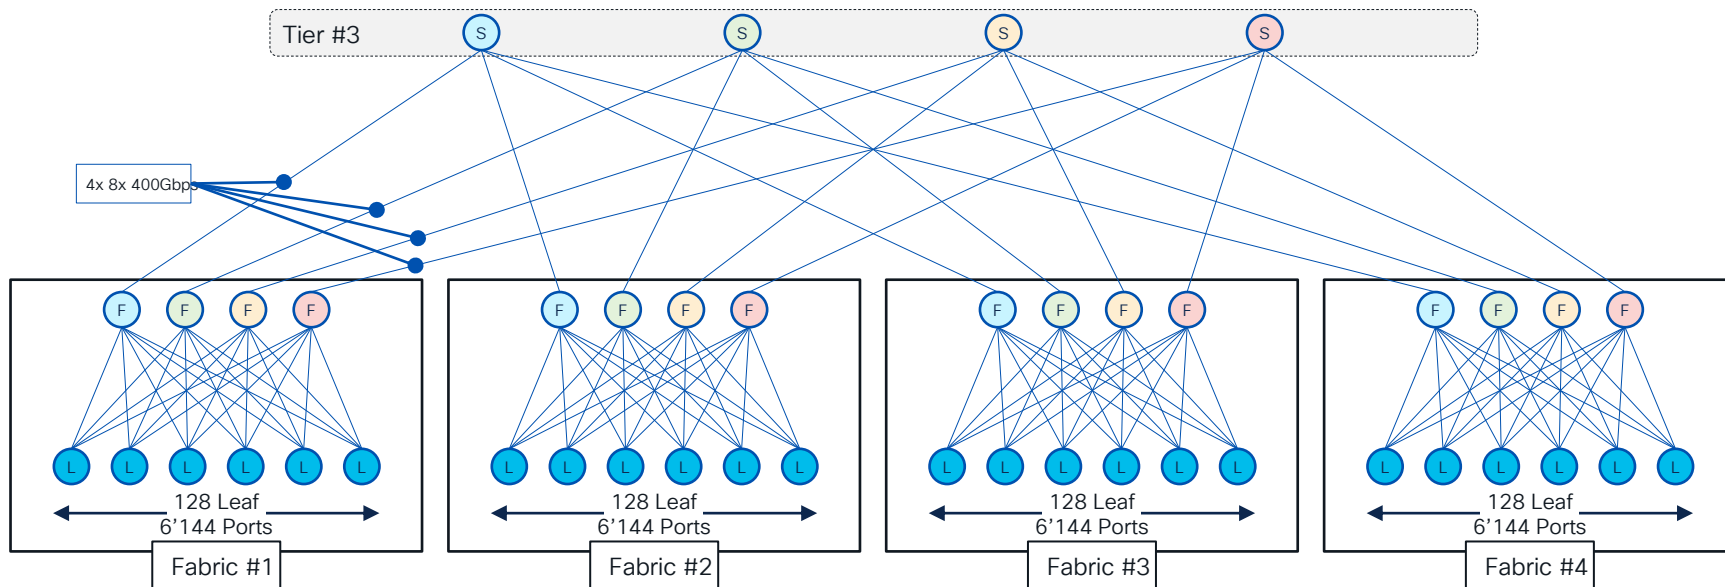 Tier #3
S S S S
4x 8x 400Gbps
F F F F
F F F F
F F F F
F F F F
L L L L L L
L L L L L L
L L L L L L
L L L L L L
128 Leaf
6’144 Ports
128 Leaf
6’144 Ports
128 Leaf
6’144 Ports
128 Leaf
6’144 Ports
Fabric #1
Fabric #2
Fabric #3
Fabric #4